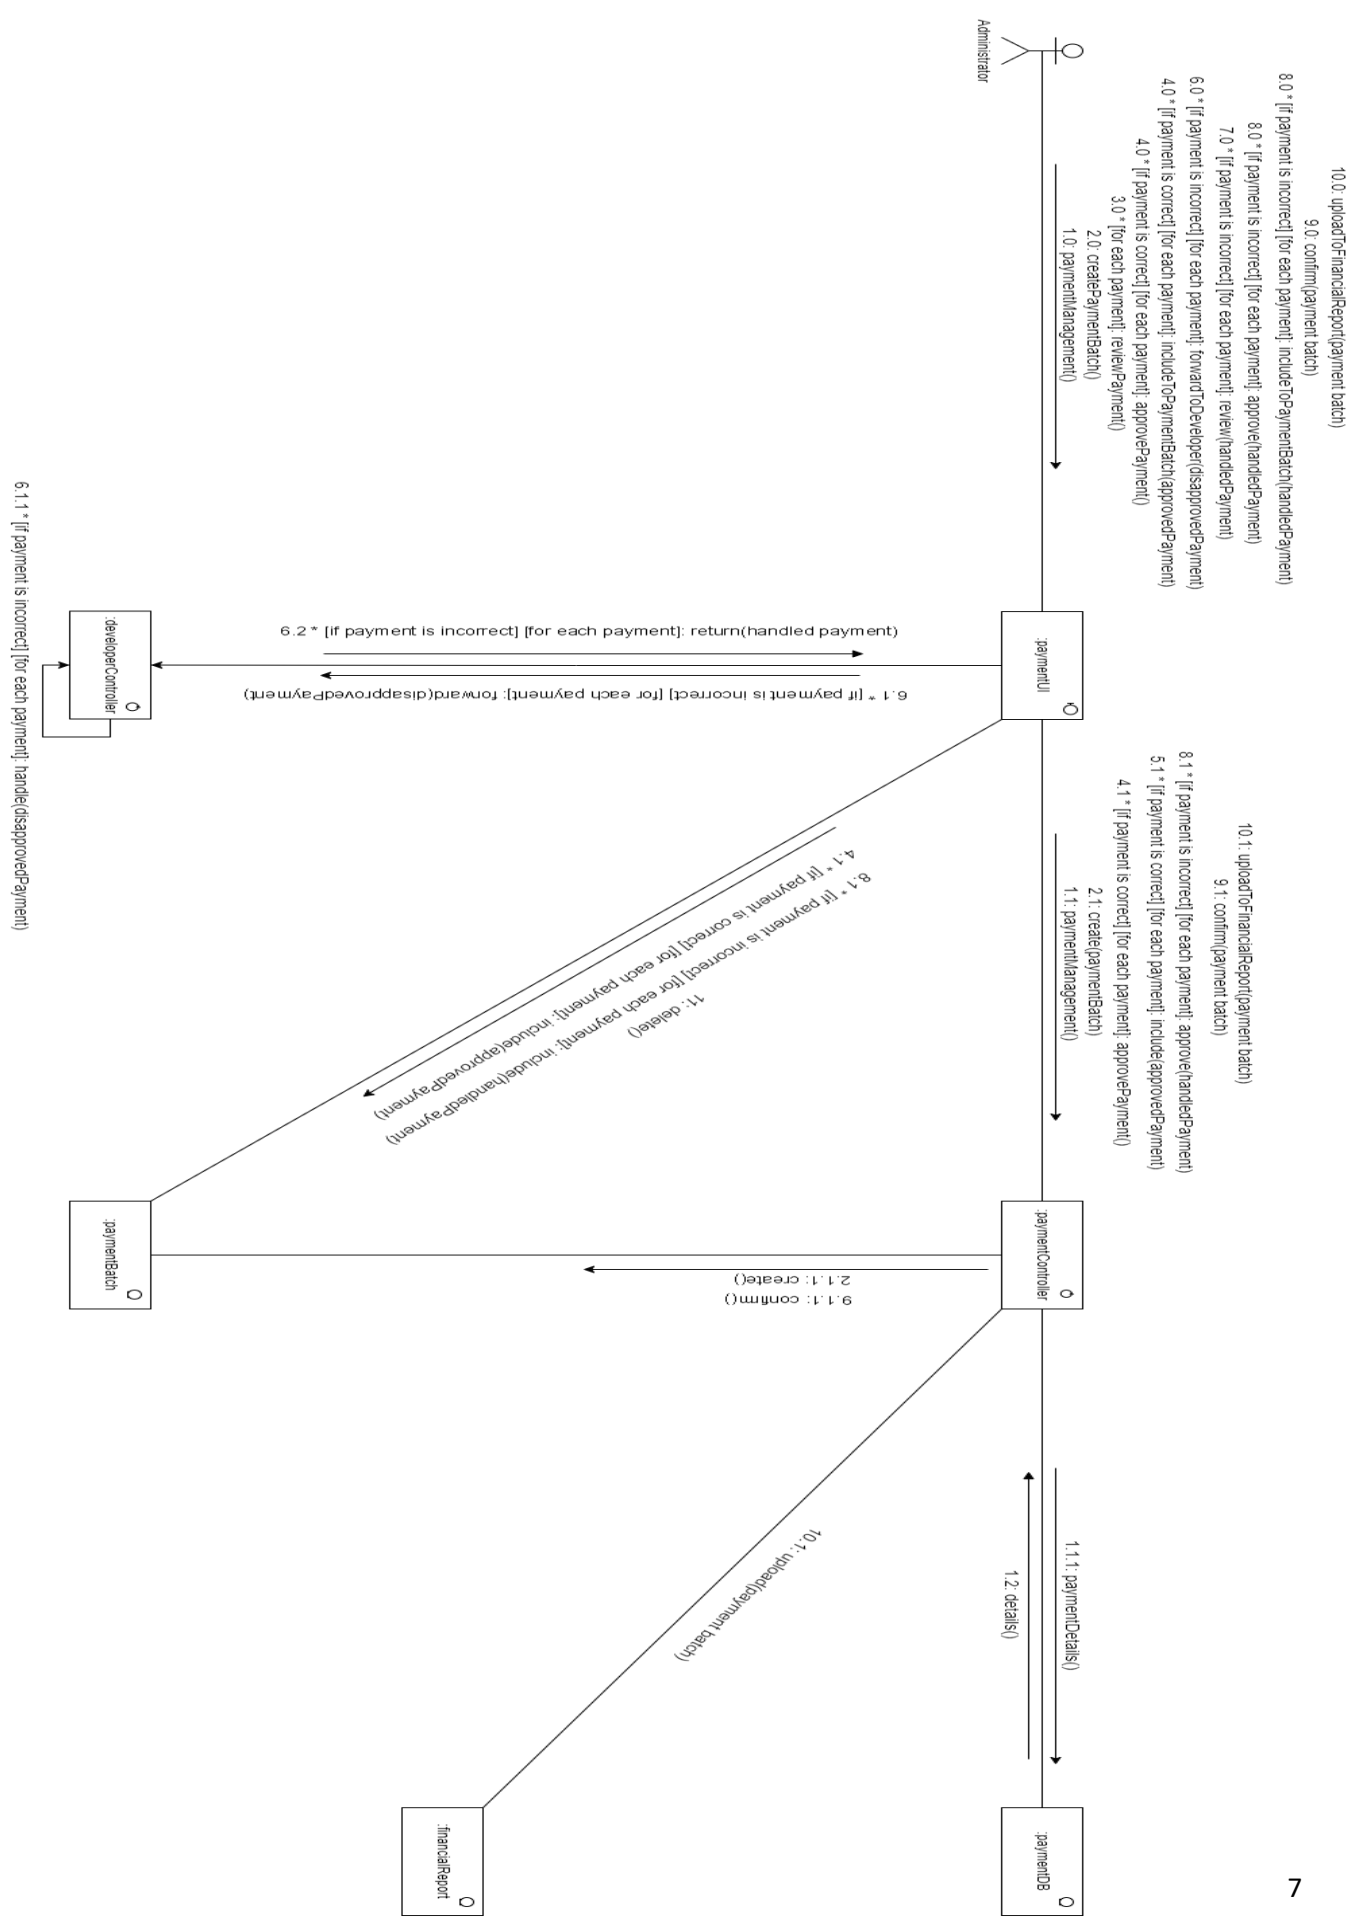 10.0: uploadToFinancialReport(payment batch)
9.0: confirm(payment batch)
8.0 * [if payment is incorrect] [for each payment]: includeToPaymentBatch(handledPayment)
8.0 * [if payment is incorrect] [for each payment]: approve(handledPayment)
7.0 * [if payment is incorrect] [for each payment]: review(handledPayment)
6.0 * [if payment is incorrect] [for each payment]: forwardToDeveloper(disapprovedPayment)
4.0 * [if payment is correct] [for each payment]: includeToPaymentBatch(approvedPayment)
4.0 * [if payment is correct] [for each payment]: approvePayment()
3.0 * [for each payment]: reviewPayment()
2.0: createPaymentBatch()
1.0: paymentManagement()
Administrator
:paymentUI
10.1: uploadToFinancialReport(payment batch)
9.1: confirm(payment batch)
8.1 * [if payment is incorrect] [for each payment]: approve(handledPayment)
5.1 * [if payment is correct] [for each payment]: include(approvedPayment)
4.1 * [if payment is correct] [for each payment]: approvePayment()
2.1: create(paymentBatch)
1.1: paymentManagement()
:paymentController
1.1.1: paymentDetails()
1.2: details()
:paymentDB
6.2 * [if payment is incorrect] [for each payment]: return(handled payment)
6.1 * [if payment is incorrect] [for each payment]: forward(disapprovedPayment)
4.1 * [if payment is correct] [for each payment]: include(approvedPayment)
8.1 * [if payment is incorrect] [for each payment]: include(handledPayment)
11: delete()
2.1.1: create()
9.1.1: confirm()
10.1: upload(payment batch)
:developerController
6.1.1 * [if payment is incorrect] [for each payment]: handle(disapprovedPayment)
:paymentBatch
:financialReport
7